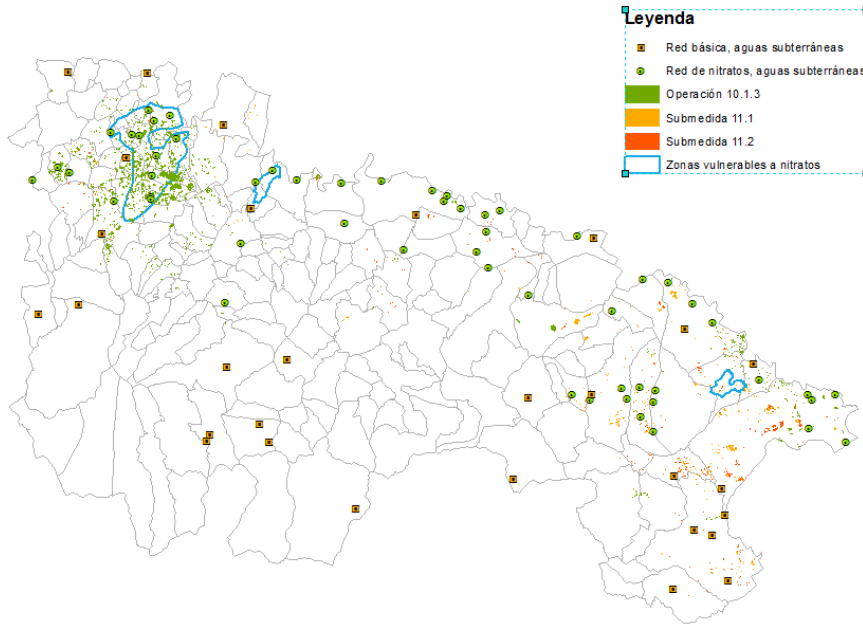 Leyenda
Red básica, aguas subterráneas
Red de nitratos, aguas subterráneas
Operación 10.1.3
Submedida 11.1
Submedida 11.2
Zonas vulnerables a nitratos